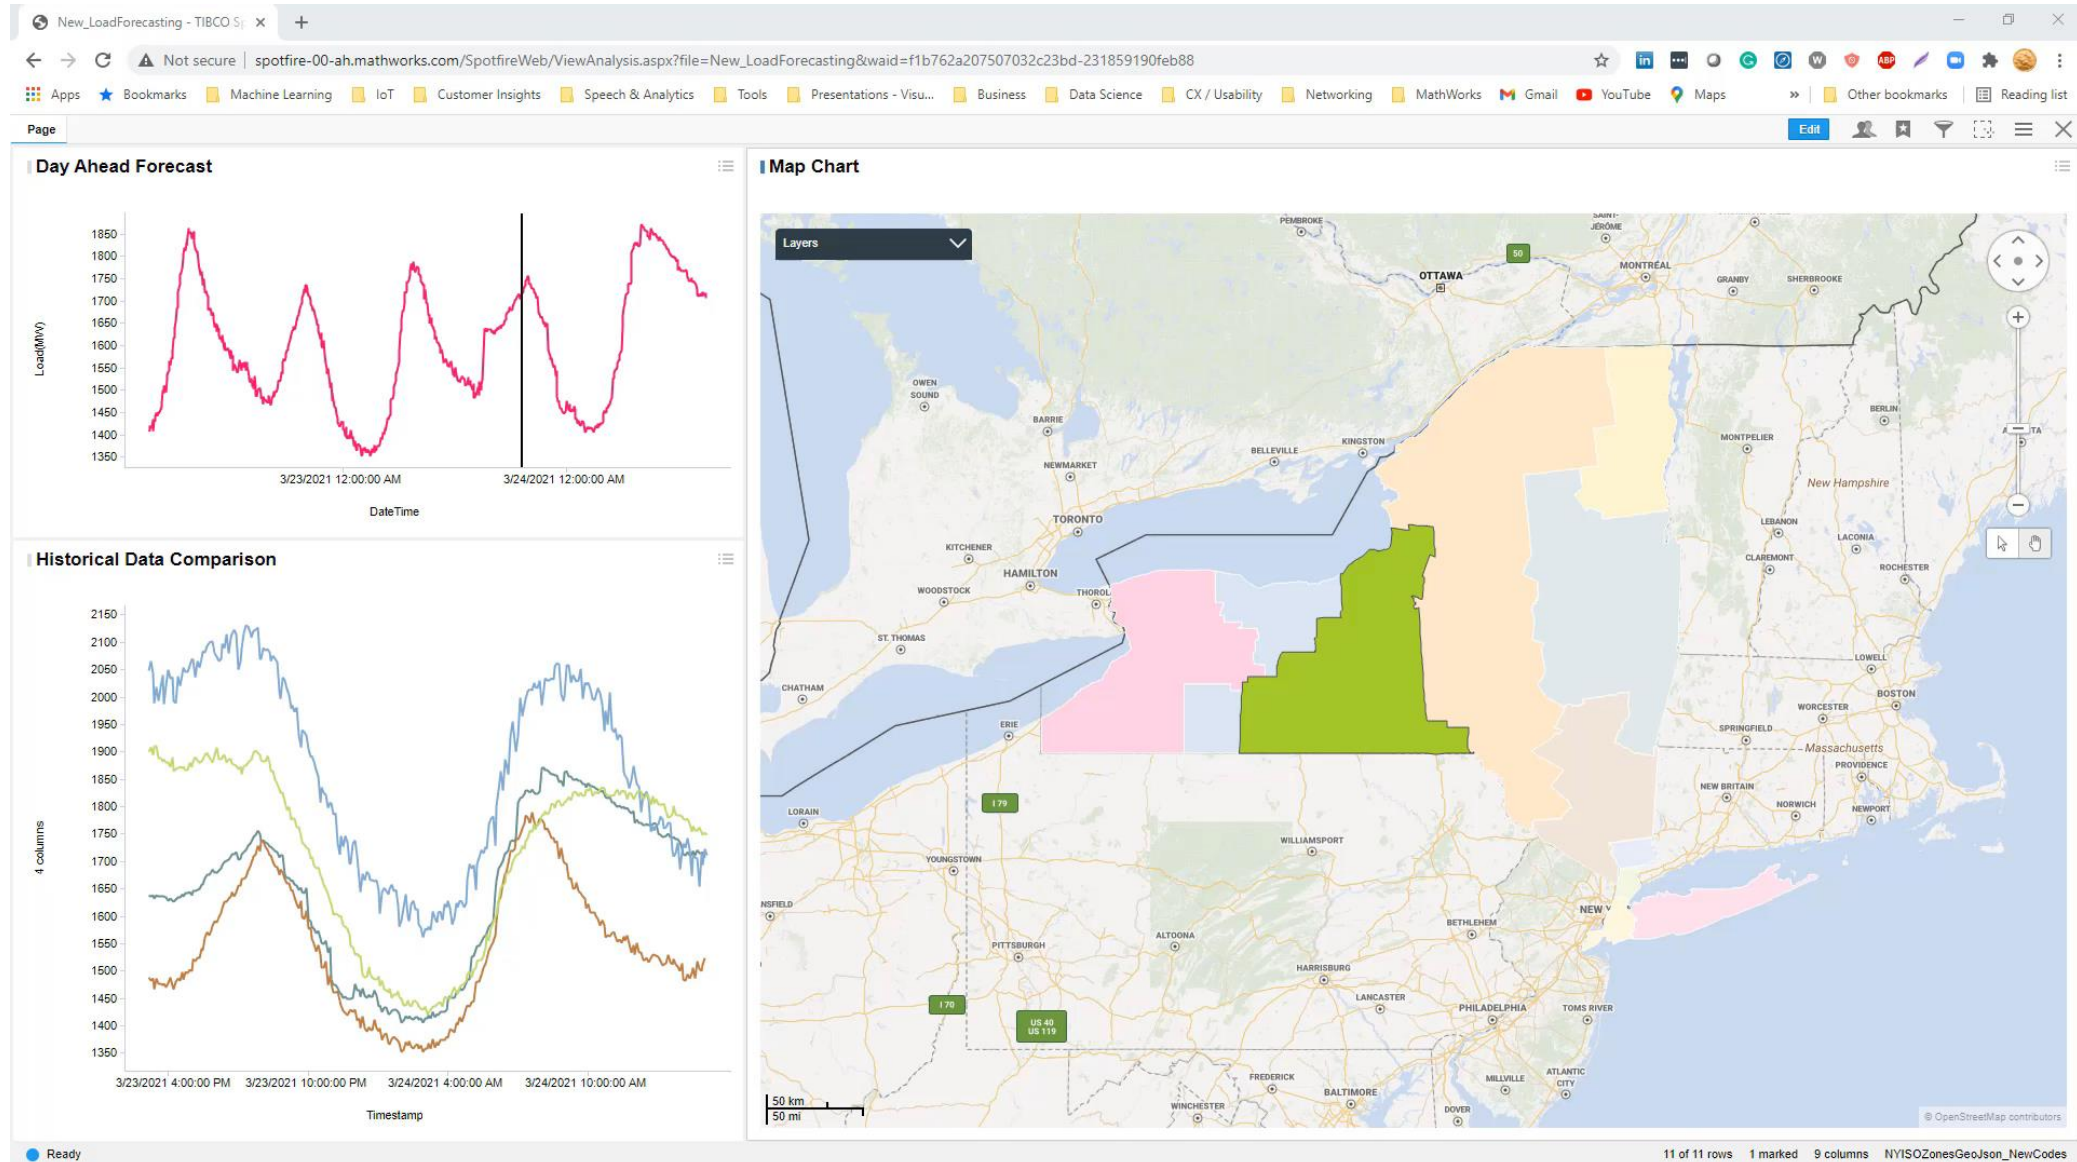 New_LoadForecasting - TIBCO Sp
Not secure | spotfire-00-ah.mathworks.com/SpotfireWeb/ViewAnalysis.aspx?file=New_LoadForecasting&waid=f1b762a207507032c23bd-231859190feb88
Apps Bookmarks Machine Learning IoT Customer Insights Speech & Analytics Tools Presentations - Visu... Business Data Science CX / Usability Networking MathWorks Gmail YouTube Maps » Other bookmarks Reading list
Page
Edit
Day Ahead Forecast
1850
1800
1750
1700
1650
1600
1550
1500
1450
1400
1350
Load(MW)
3/23/2021 12:00:00 AM 3/24/2021 12:00:00 AM
DateTime
Historical Data Comparison
2150
2100
2050
2000
1950
1900
1850
1800
1750
1700
1650
1600
1550
1500
1450
1400
1350
4 columns
3/23/2021 4:00:00 PM 3/23/2021 10:00:00 PM 3/24/2021 4:00:00 AM 3/24/2021 10:00:00 AM
Timestamp
Map Chart
Layers
PEMBROKE
SAINT-
JÉRÔME
50
OTTAWA
MONTRÉAL
GRANBY
SHERBROOKE
OWEN
SOUND
BARRIE
BERLIN
BELLEVILLE
KINGSTON
MONTPELIER
NEWMARKET
New Hampshire
TORONTO
LEBANON
KITCHENER
LACONIA
CLAREMONT
HAMILTON
ROCHESTER
WOODSTOCK
THOROL
ST. THOMAS
LOWELL
CHATHAM
BOSTON
WORCESTER
ERIE
SPRINGFIELD
Massachusetts
PROVIDENCE
NEW BRITAIN
I 79
NORWICH
NEWPORT
LORAIN
WILLIAMSPORT
YOUNGSTOWN
NSFIELD
NEW
BETHLEHEM
ALTOONA
PITTSBURGH
HARRISBURG
LANCASTER
I 70
PHILADELPHIA
TOMS RIVER
US 40
US 119
FREDERICK
MILLVILLE
ATLANTIC
CITY
BALTIMORE
WINCHESTER
DOVER
50 km
50 mi
© OpenStreetMap contributors
Ready
11 of 11 rows 1 marked 9 columns NYISOZonesGeoJson_NewCodes